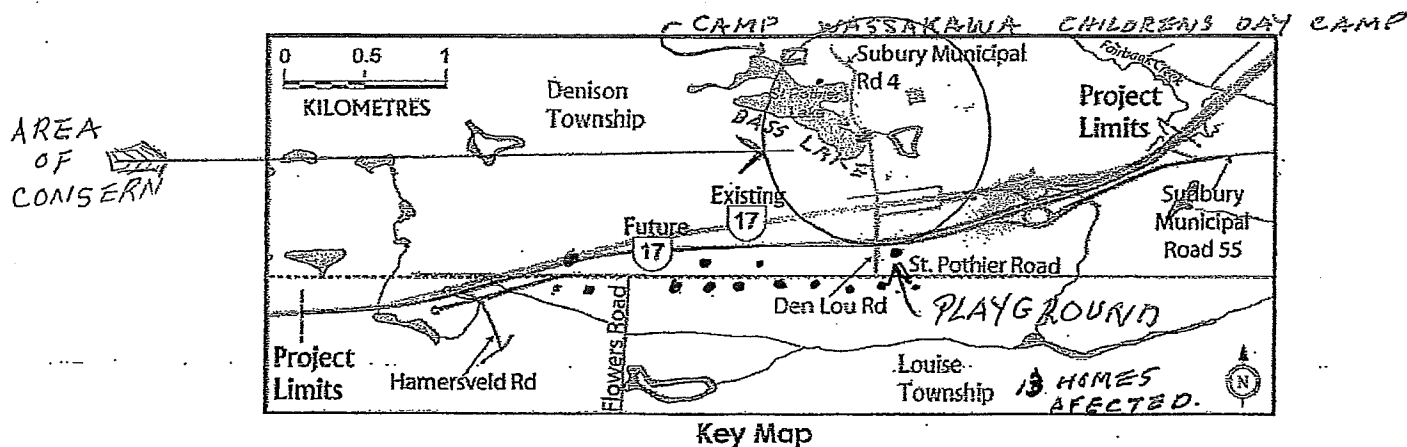 CAMP WASSAKAWA CHILDRENS DAY CAMP
0 0.5 1
KILOMETRES
Denison
Township
Subury Municipal
Rd 4
Fairbank Creek
Project
Limits
AREA
OF
CONSERN
BASS LAK
Existing
17
Future
17
Sudbury
Municipal
Road 55
St. Pothier Road
Den Lou Rd
PLAYGROUND
Project
Limits
Hamersveld Rd
Flowers Road
Louise
Township
13 HOMES
AFECTED.
N
Key Map